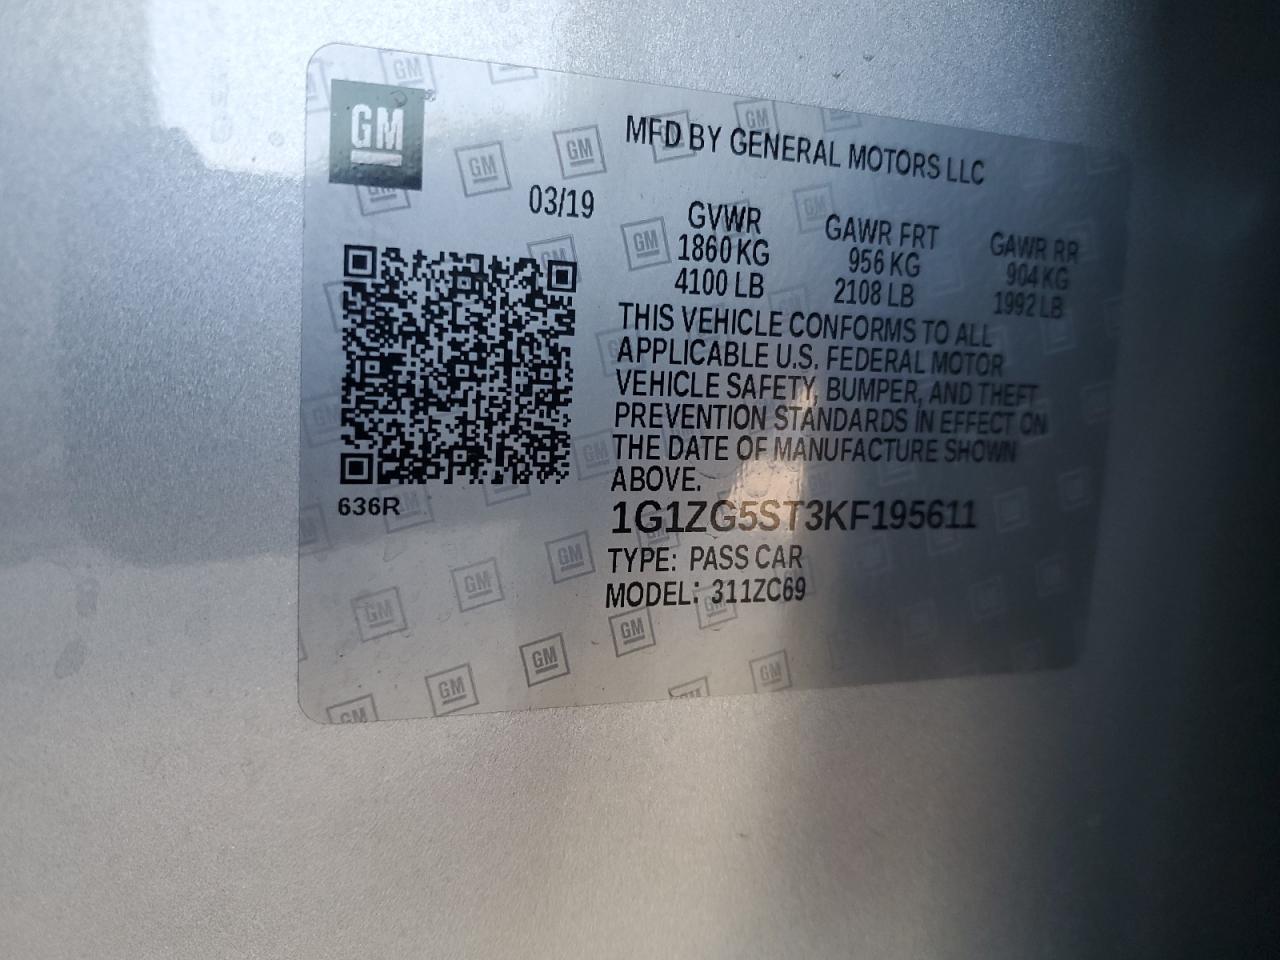 GM
MFD BY GENERAL MOTORS LLC
03/19
GVWR GAWR FRT GAWR RR
1860 KG 956 KG 904 KG
4100 LB 2108 LB 1992 LB
THIS VEHICLE CONFORMS TO ALL
APPLICABLE U.S. FEDERAL MOTOR
VEHICLE SAFETY, BUMPER, AND THEFT
PREVENTION STANDARDS IN EFFECT ON
THE DATE OF MANUFACTURE SHOWN
ABOVE.
636R
1G1ZG5ST3KF195611
TYPE: PASS CAR
MODEL: 311ZC69